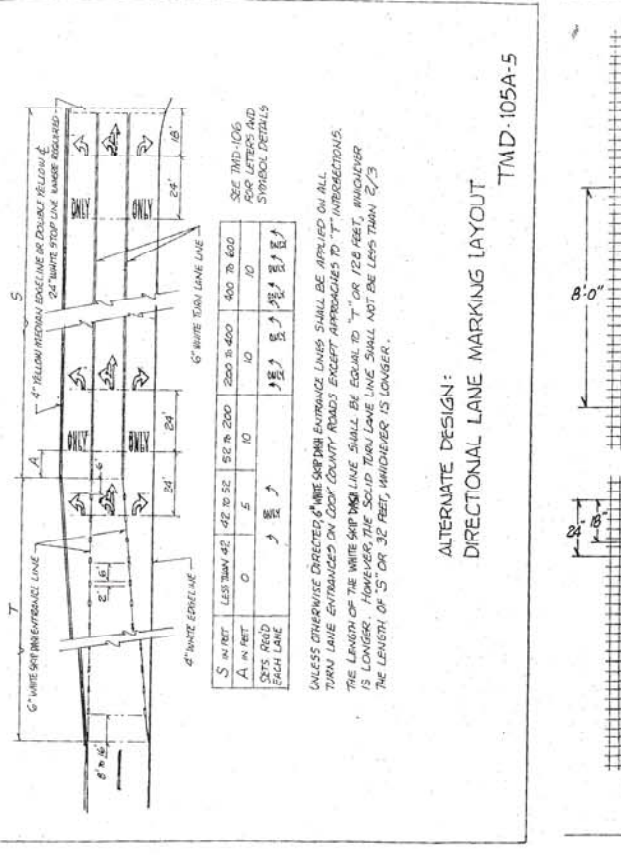 T
S
6" WHITE SKIP DASH ENTRANCE LINE
4" YELLOW MEDIAN EDGELINE OR DOUBLE YELLOW ℄
24" WHITE STOP LINE WHERE REQUIRED
A
ONLY
ONLY
ONLY
ONLY
6'
2' 6'
8' TO 16'
34'
24'
24'
18'
4" WHITE EDGELINE
6" WHITE TURN LANE LINE
S IN FEET LESS THAN 42 42 TO 52 52 TO 200 200 TO 400 400 TO 600
A IN FEET 0 5 10 10 10
SETS REQ'D
EACH LANE
SEE TMD-106
FOR LETTERS AND
SYMBOL DETAILS
UNLESS OTHERWISE DIRECTED, 6" WHITE SKIP DASH ENTRANCE LINES SHALL BE APPLIED ON ALL
TURN LANE ENTRANCES ON COOK COUNTY ROADS EXCEPT APPROACHES TO "T" INTERSECTIONS.
THE LENGTH OF THE WHITE SKIP DASH LINE SHALL BE EQUAL TO "T" OR 128 FEET, WHICHEVER
IS LONGER. HOWEVER, THE SOLID TURN LANE LINE SHALL NOT BE LESS THAN 2/3
THE LENGTH OF "S" OR 32 FEET, WHICHEVER IS LONGER.
ALTERNATE DESIGN:
DIRECTIONAL LANE MARKING LAYOUT
TMD-105A-5
8'-0"
24"
18"